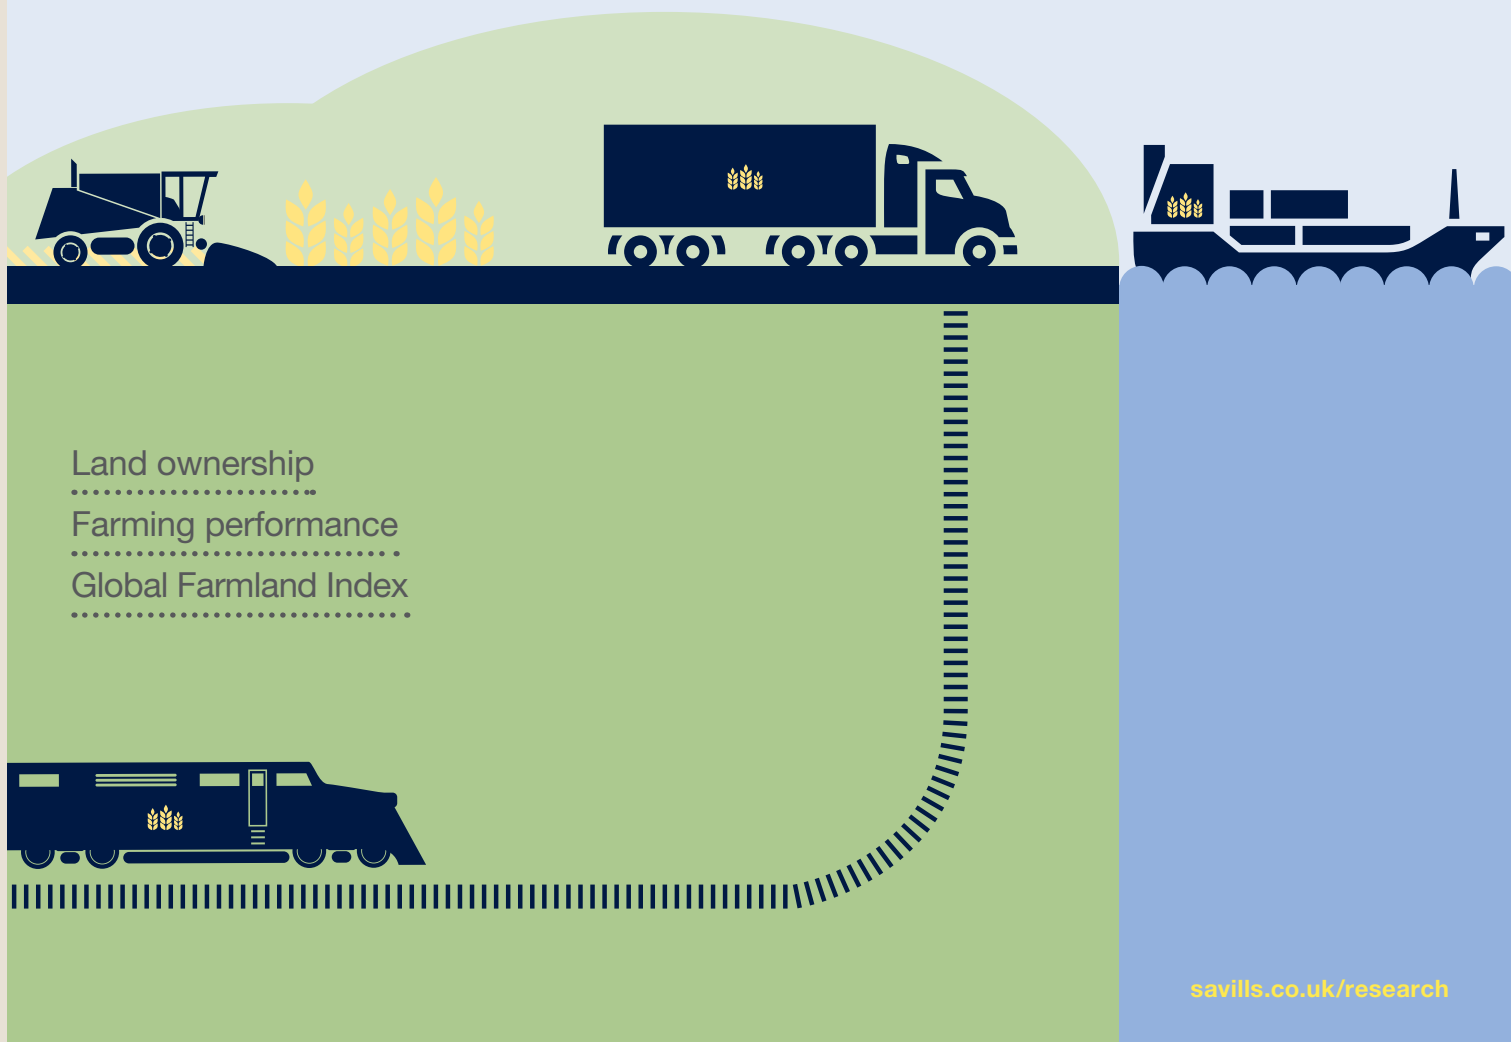 Land ownership
Farming performance
Global Farmland Index
savills.co.uk/research